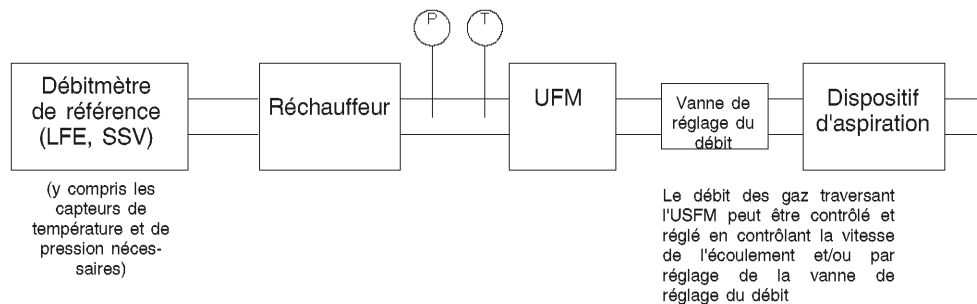 P
T
Débitmètre
de référence
(LFE, SSV)
Réchauffeur
UFM
Vanne de
réglage du
débit
Dispositif
d'aspiration
(y compris les
capteurs de
température et de
pression néces-
saires)
Le débit des gaz traversant
l'USFM peut être contrôlé et
réglé en contrôlant la vitesse
de l'écoulement et/ou par
réglage de la vanne de
réglage du débit